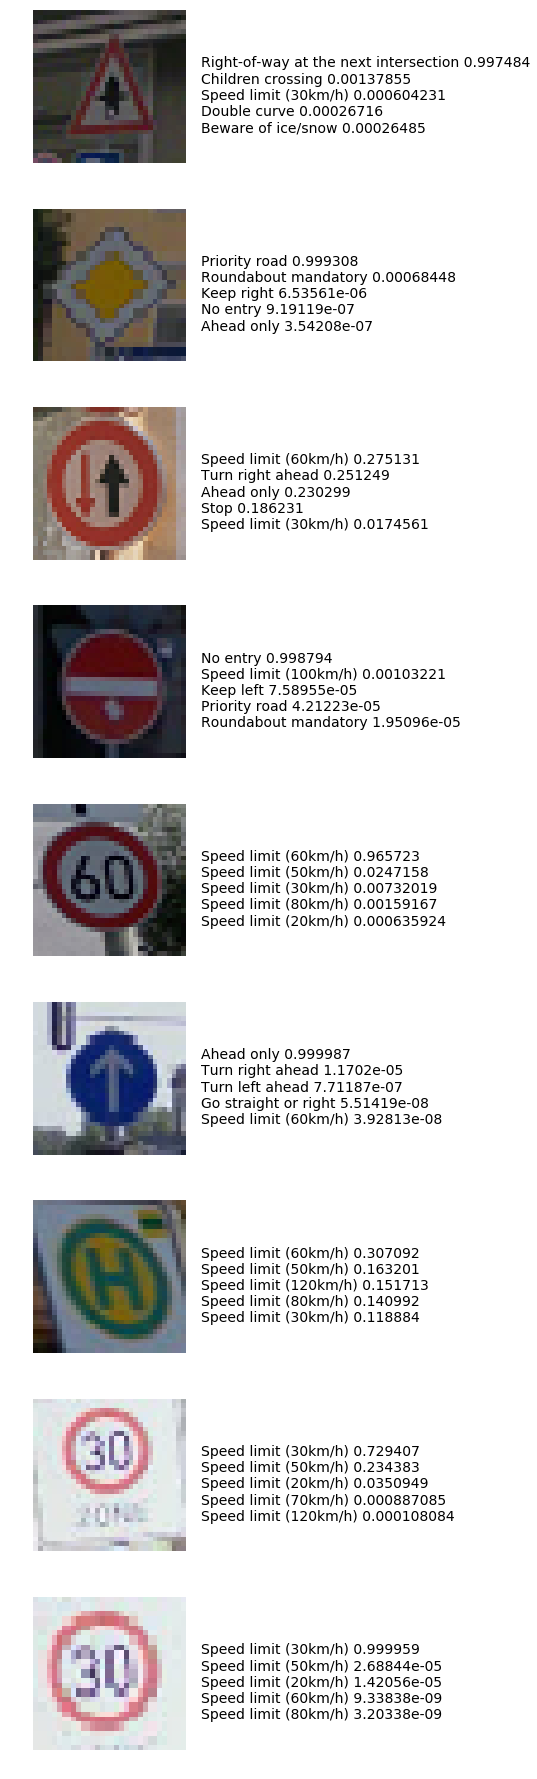 Right-of-way at the next intersection 0.997484
Children crossing 0.00137855
Speed limit (30km/h) 0.000604231
Double curve 0.00026716
Beware of ice/snow 0.00026485
Priority road 0.999308
Roundabout mandatory 0.00068448
Keep right 6.53561e-06
No entry 9.19119e-07
Ahead only 3.54208e-07
Speed limit (60km/h) 0.275131
Turn right ahead 0.251249
Ahead only 0.230299
Stop 0.186231
Speed limit (30km/h) 0.0174561
No entry 0.998794
Speed limit (100km/h) 0.00103221
Keep left 7.58955e-05
Priority road 4.21223e-05
Roundabout mandatory 1.95096e-05
60
Speed limit (60km/h) 0.965723
Speed limit (50km/h) 0.0247158
Speed limit (30km/h) 0.00732019
Speed limit (80km/h) 0.00159167
Speed limit (20km/h) 0.000635924
Ahead only 0.999987
Turn right ahead 1.1702e-05
Turn left ahead 7.71187e-07
Go straight or right 5.51419e-08
Speed limit (60km/h) 3.92813e-08
H
Speed limit (60km/h) 0.307092
Speed limit (50km/h) 0.163201
Speed limit (120km/h) 0.151713
Speed limit (80km/h) 0.140992
Speed limit (30km/h) 0.118884
30
ZONE
Speed limit (30km/h) 0.729407
Speed limit (50km/h) 0.234383
Speed limit (20km/h) 0.0350949
Speed limit (70km/h) 0.000887085
Speed limit (120km/h) 0.000108084
30
Speed limit (30km/h) 0.999959
Speed limit (50km/h) 2.68844e-05
Speed limit (20km/h) 1.42056e-05
Speed limit (60km/h) 9.33838e-09
Speed limit (80km/h) 3.20338e-09